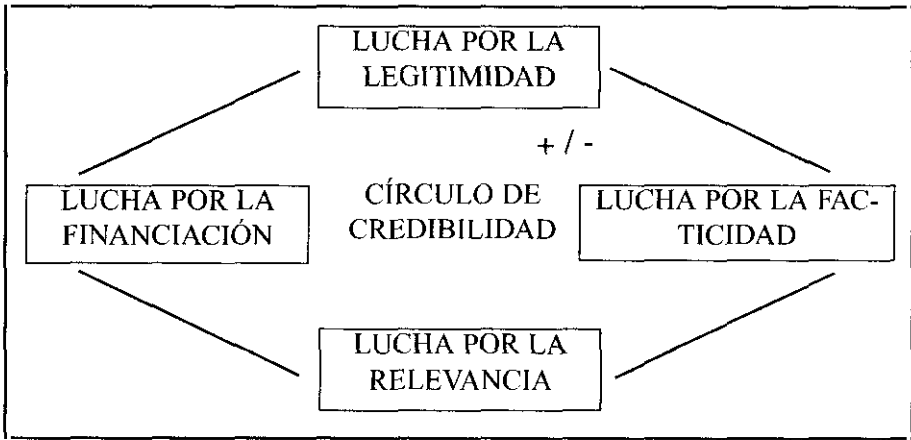 LUCHA POR LA
LEGITIMIDAD
+ / -
LUCHA POR LA
FINANCIACIÓN
CÍRCULO DE
CREDIBILIDAD
LUCHA POR LA FAC-
TICIDAD
LUCHA POR LA
RELEVANCIA